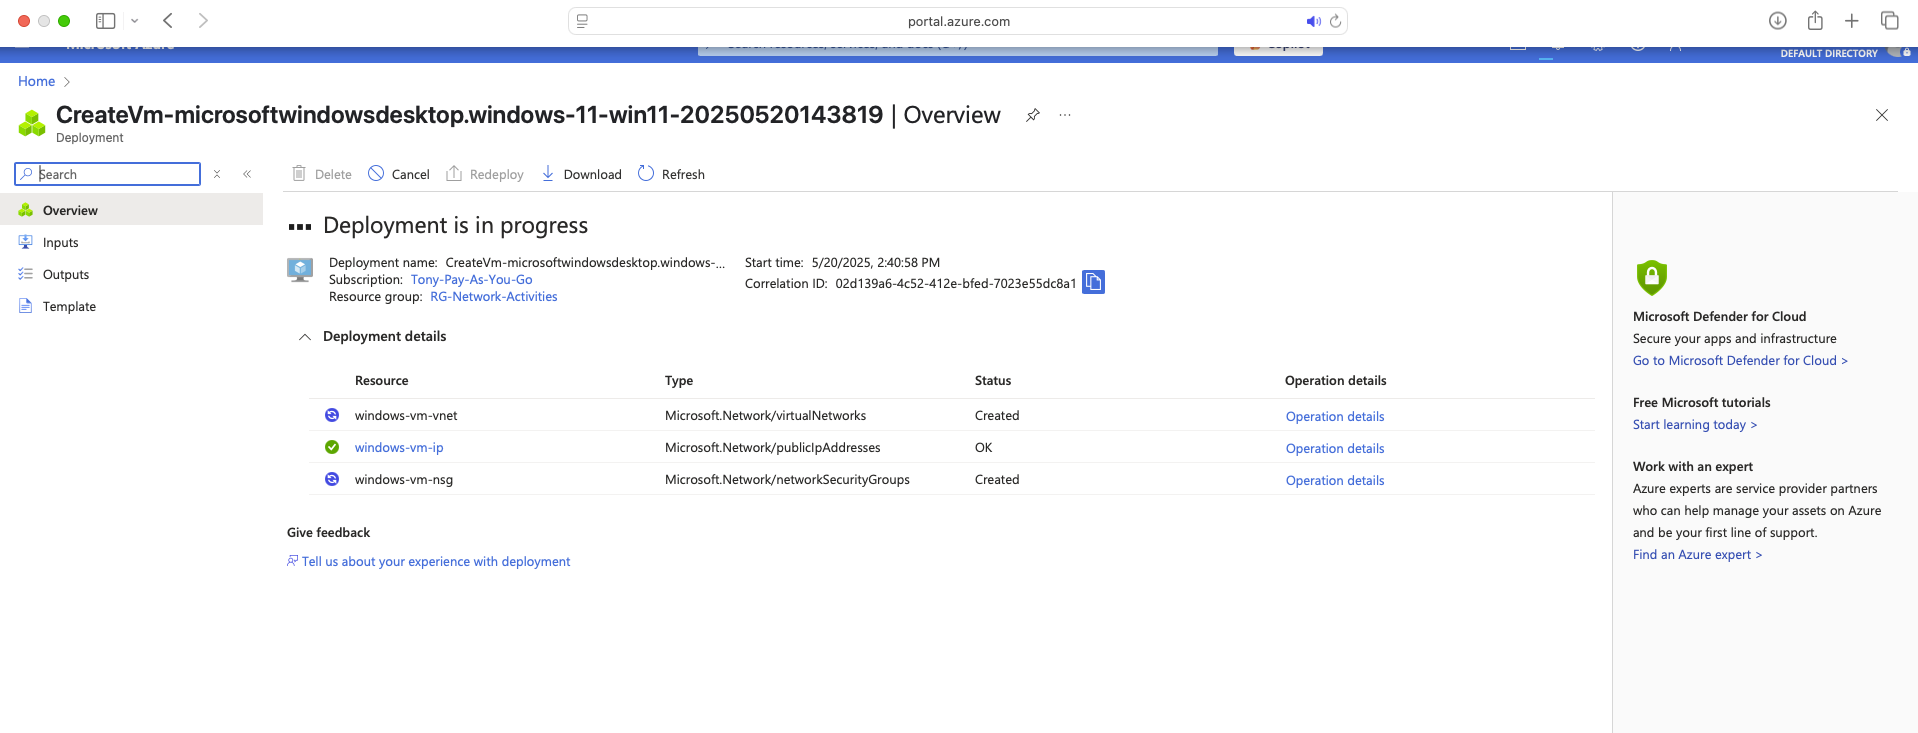 portal.azure.com
Microsoft Azure
Copilot
DEFAULT DIRECTORY
Home
CreateVm-microsoftwindowsdesktop.windows-11-win11-20250520143819 | Overview
Deployment
Search
Delete Cancel Redeploy Download Refresh
Overview
Inputs
Outputs
Template
Deployment is in progress
Deployment name: CreateVm-microsoftwindowsdesktop.windows-...
Subscription: Tony-Pay-As-You-Go
Resource group: RG-Network-Activities
Start time: 5/20/2025, 2:40:58 PM
Correlation ID: 02d139a6-4c52-412e-bfed-7023e55dc8a1
Deployment details
Resource Type Status Operation details
windows-vm-vnet Microsoft.Network/virtualNetworks Created Operation details
windows-vm-ip Microsoft.Network/publicIpAddresses OK Operation details
windows-vm-nsg Microsoft.Network/networkSecurityGroups Created Operation details
Give feedback
Tell us about your experience with deployment
Microsoft Defender for Cloud
Secure your apps and infrastructure
Go to Microsoft Defender for Cloud >
Free Microsoft tutorials
Start learning today >
Work with an expert
Azure experts are service provider partners
who can help manage your assets on Azure
and be your first line of support.
Find an Azure expert >